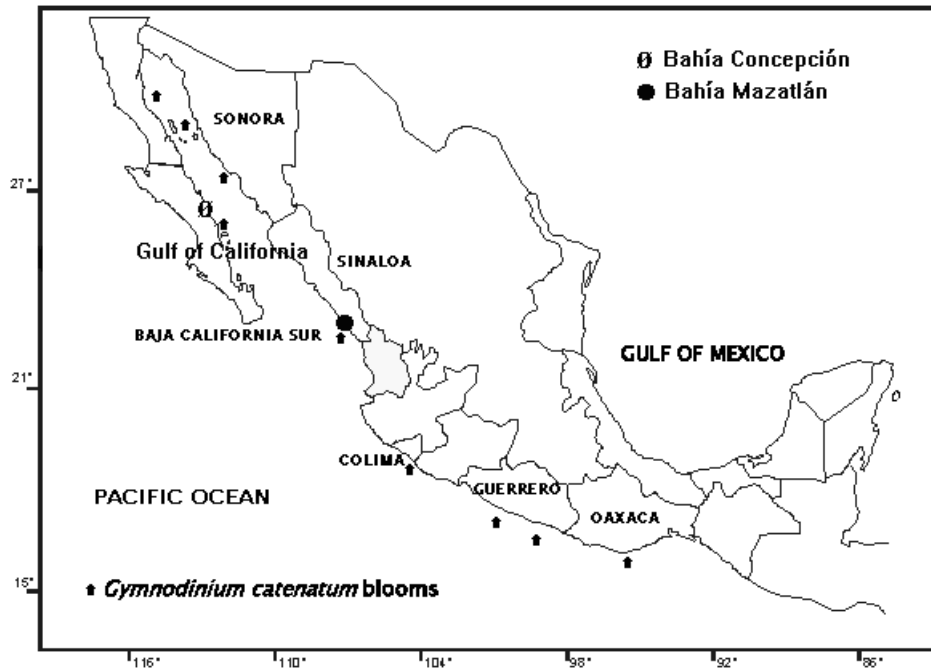 Ø Bahía Concepción
Bahía Mazatlán
SONORA
27°
Gulf of California
SINALOA
BAJA CALIFORNIA SUR
GULF OF MEXICO
21°
COLIMA
GUERRERO
PACIFIC OCEAN
OAXACA
15°
Gymnodinium catenatum blooms
116° 110° 104° 98° 92° 86°